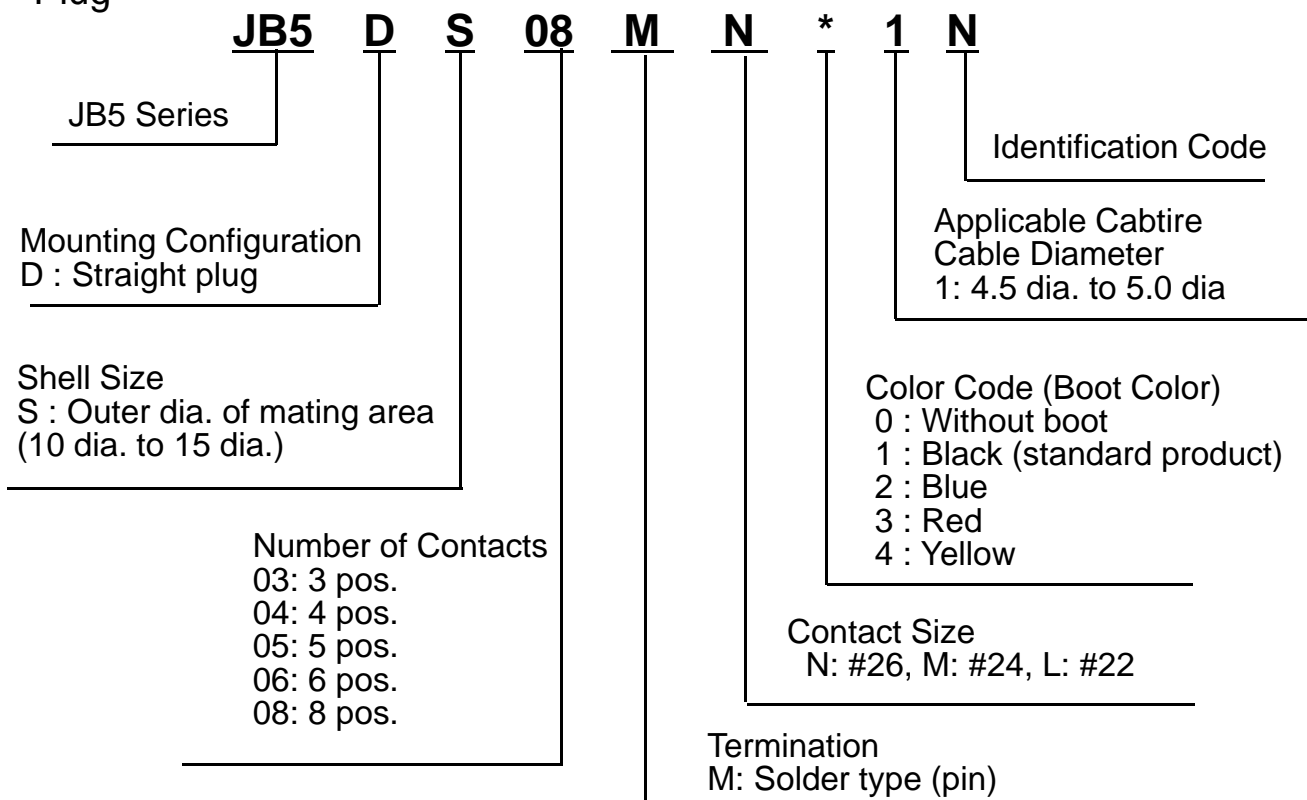 Plug
JB5 D S 08 M N * 1 N
JB5 Series
Identification Code
Mounting Configuration
D : Straight plug
Applicable Cabtire
Cable Diameter
1: 4.5 dia. to 5.0 dia
Shell Size
S : Outer dia. of mating area
(10 dia. to 15 dia.)
Color Code (Boot Color)
0 : Without boot
1 : Black (standard product)
2 : Blue
3 : Red
4 : Yellow
Number of Contacts
03: 3 pos.
04: 4 pos.
05: 5 pos.
06: 6 pos.
08: 8 pos.
Contact Size
N: #26, M: #24, L: #22
Termination
M: Solder type (pin)